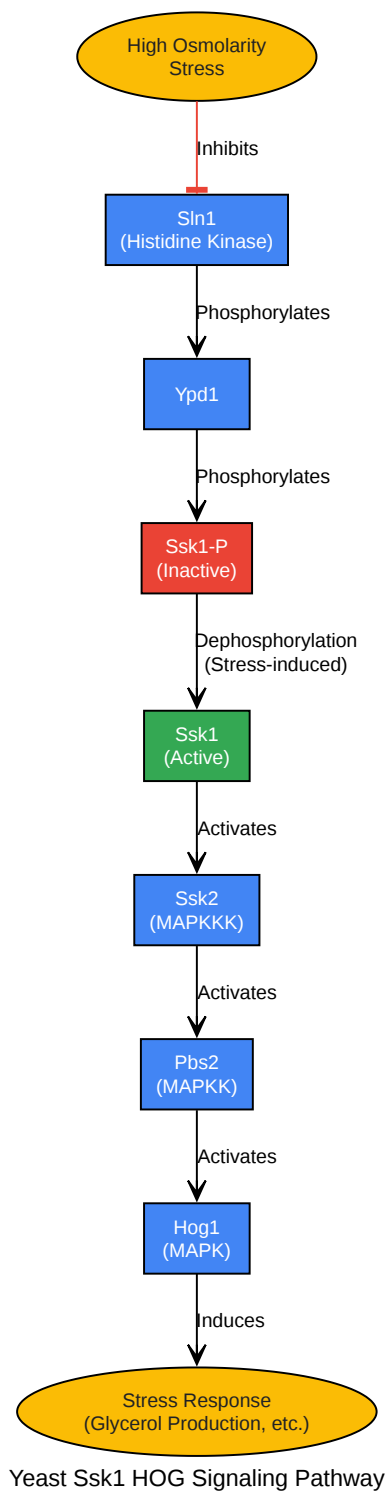 High Osmolarity
Stress
Inhibits
Sln1
(Histidine Kinase)
Phosphorylates
Ypd1
Phosphorylates
Ssk1-P
(Inactive)
Dephosphorylation
(Stress-induced)
Ssk1
(Active)
Activates
Ssk2
(MAPKKK)
Activates
Pbs2
(MAPKK)
Activates
Hog1
(MAPK)
Induces
Stress Response
(Glycerol Production, etc.)
Yeast Ssk1 HOG Signaling Pathway